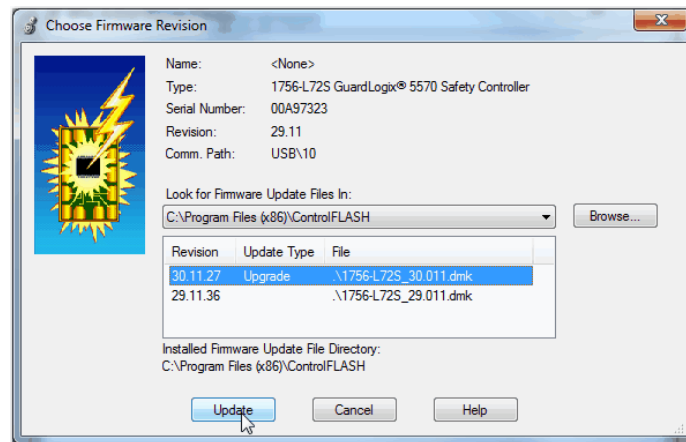 Choose Firmware Revision
Name: <None>
Type: 1756-L72S GuardLogix® 5570 Safety Controller
Serial Number: 00A97323
Revision: 29.11
Comm. Path: USB\10
Look for Firmware Update Files In:
C:\Program Files (x86)\ControlFLASH Browse...
Revision Update Type File
30.11.27 Upgrade .\1756-L72S_30.011.dmk
29.11.36 .\1756-L72S_29.011.dmk
Installed Firmware Update File Directory:
C:\Program Files (x86)\ControlFLASH
Update Cancel Help